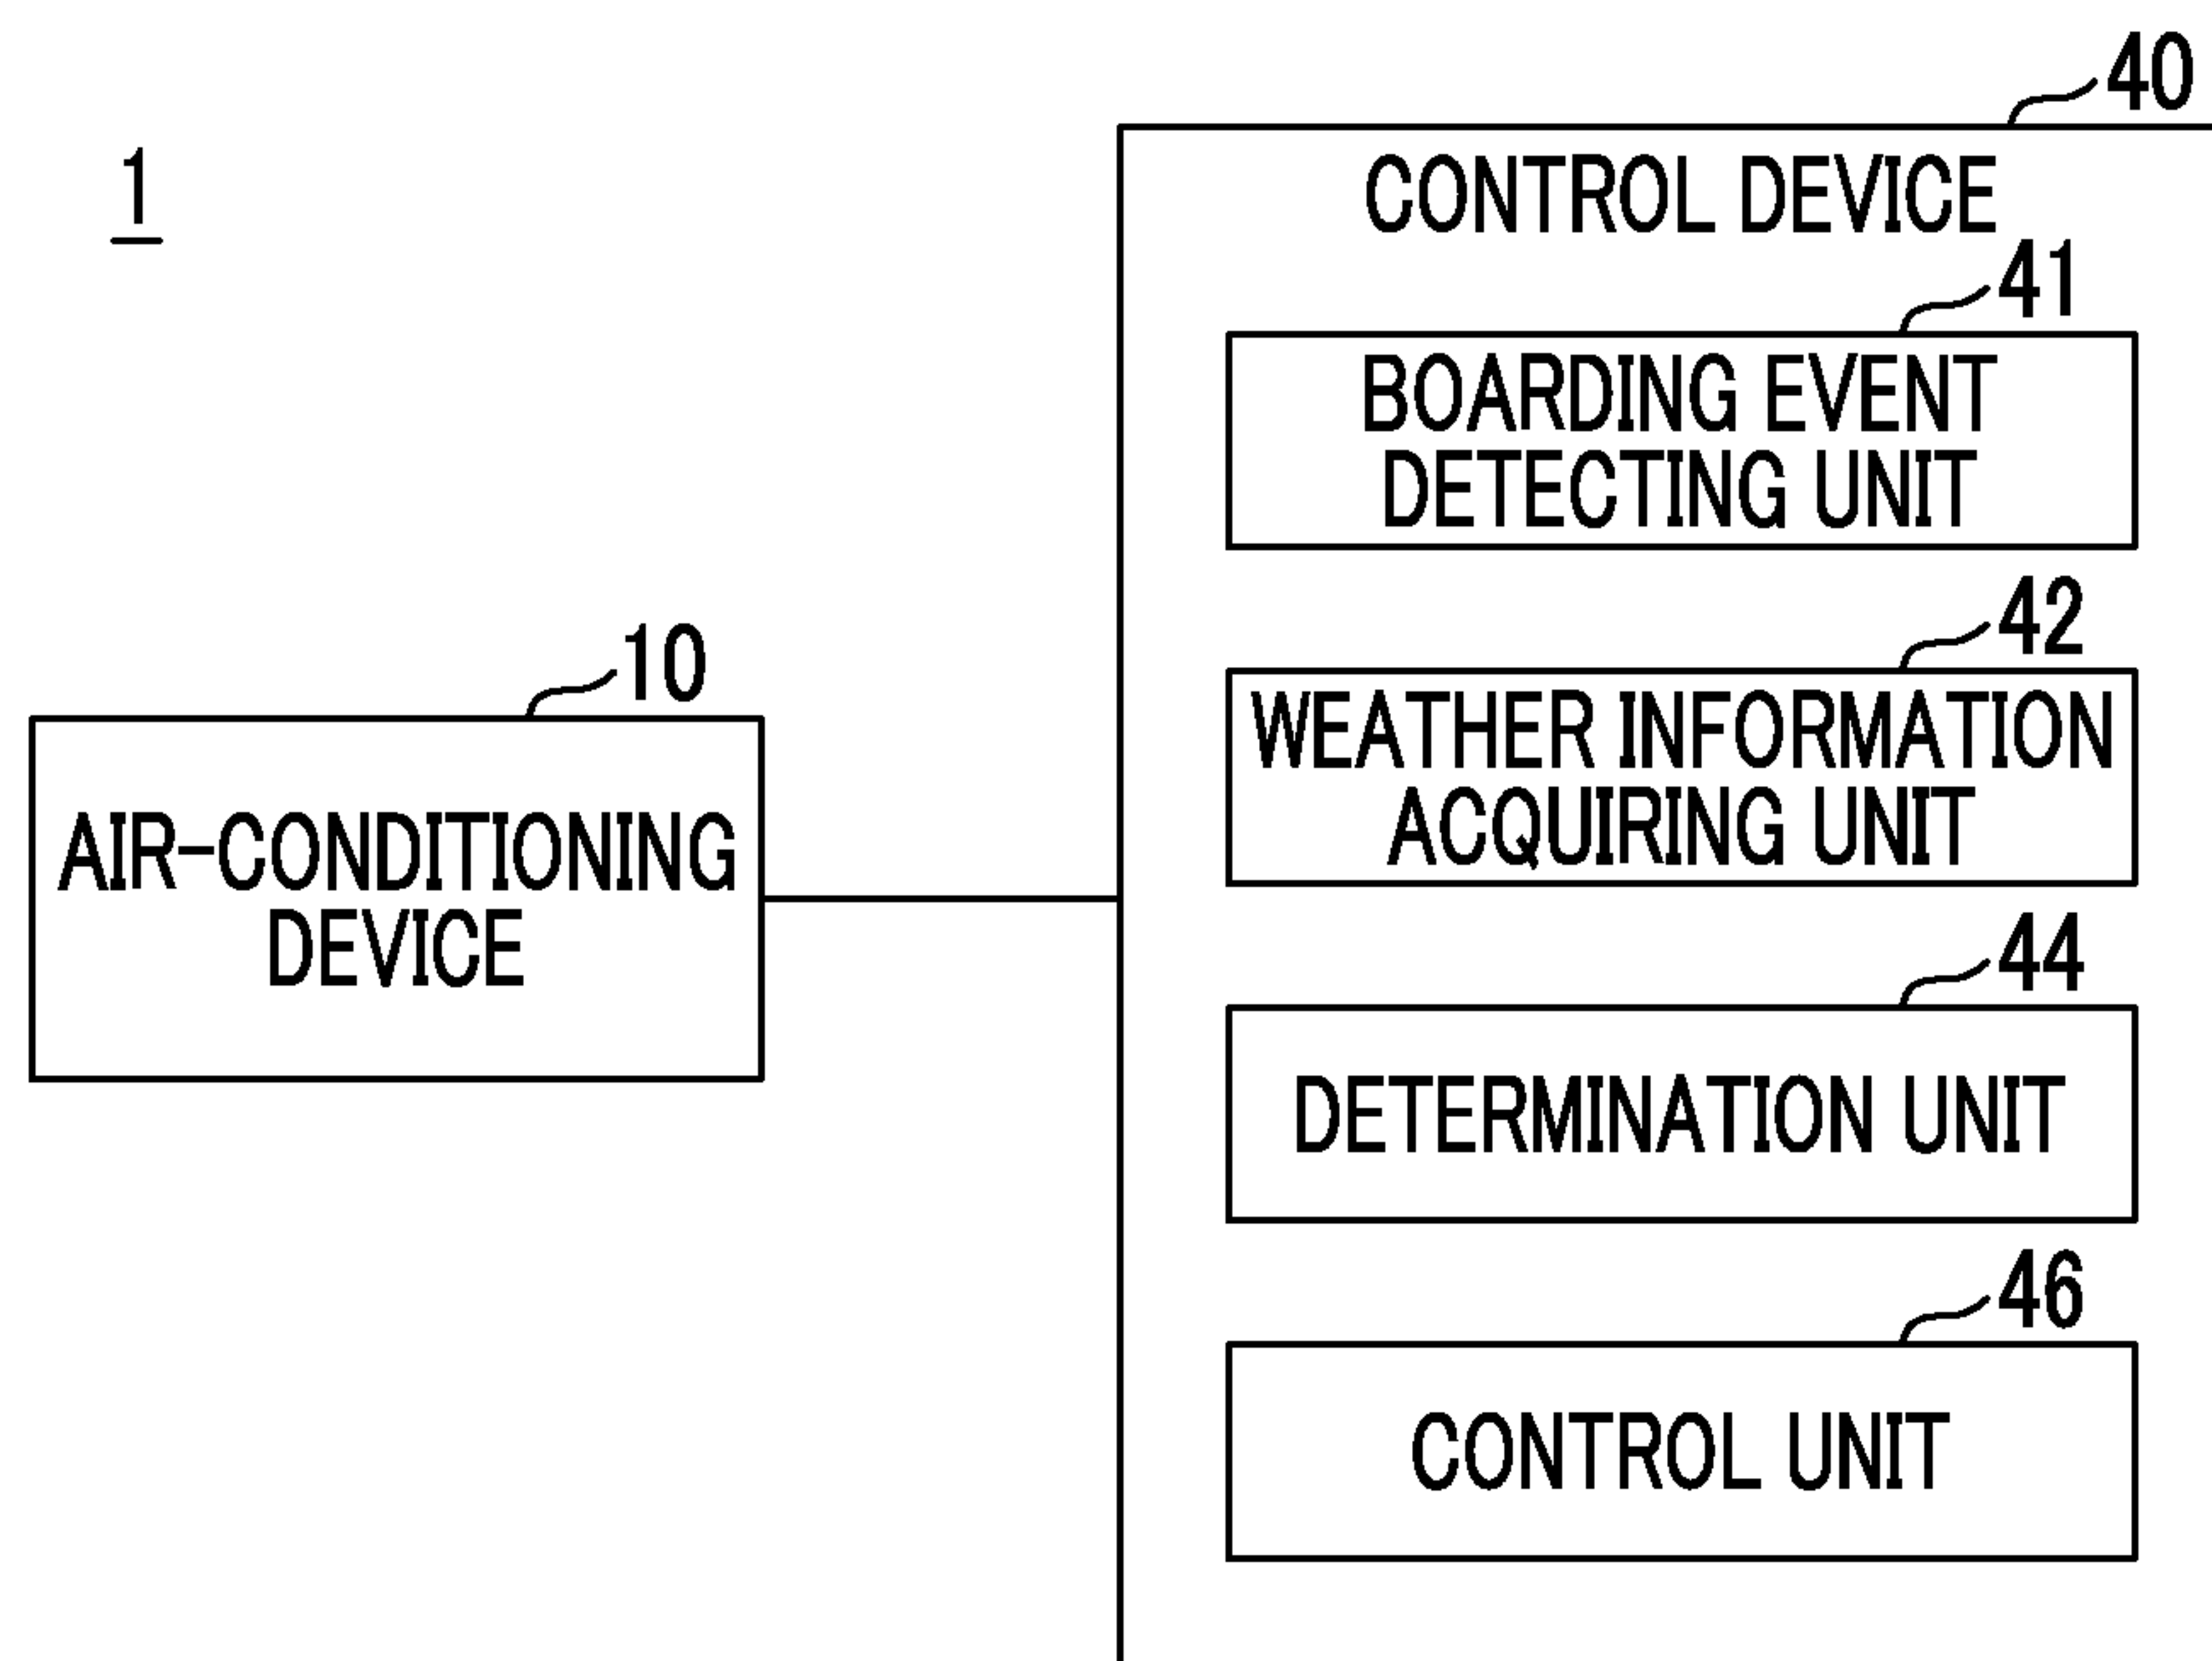 1
40
CONTROL DEVICE
41
BOARDING EVENT
DETECTING UNIT
42
WEATHER INFORMATION
ACQUIRING UNIT
10
AIR-CONDITIONING
DEVICE
44
DETERMINATION UNIT
46
CONTROL UNIT